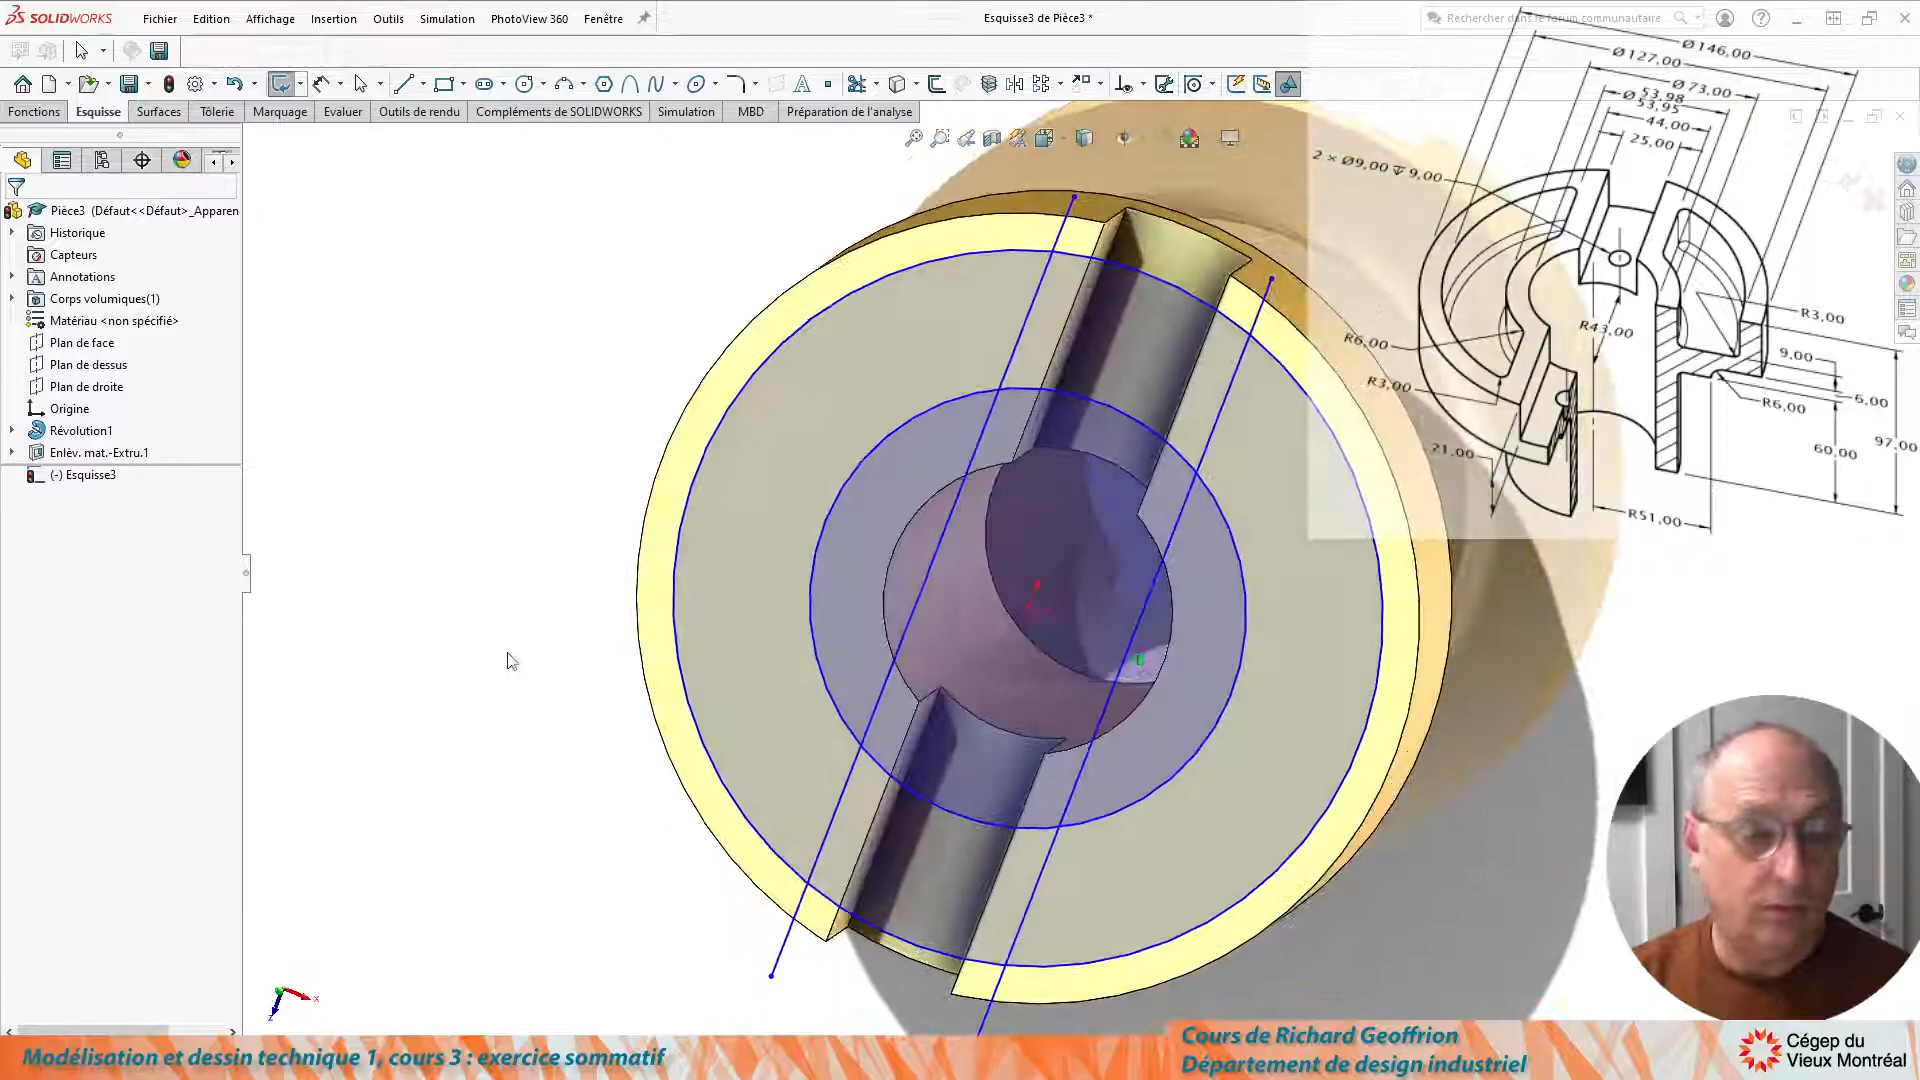 SOLIDWORKS
Fichier Edition Affichage Insertion Outils Simulation PhotoView 360 Fenêtre
Esquisse3 de Pièce3 *
Rechercher dans le forum communautaire
Fonctions Esquisse Surfaces Tôlerie Marquage Evaluer Outils de rendu Compléments de SOLIDWORKS Simulation MBD Préparation de l'analyse
Pièce3 (Défaut<<Défaut>_Apparen
Historique
Capteurs
Annotations
Corps volumiques(1)
Matériau <non spécifié>
Plan de face
Plan de dessus
Plan de droite
Origine
Révolution1
Enlèv. mat.-Extru.1
(-) Esquisse3
Ø146,00
Ø127,00
Ø73,00
Ø 53,98
53,95
44,00
25,00
2 × Ø9,00 ↧ 9,00
R3,00
R43,00
R6,00
9,00
R3,00
6,00
R6,00
97,00
21,00
60,00
R51,00
x
z
Modélisation et dessin technique 1, cours 3 : exercice sommatif
Cours de Richard Geoffrion
Département de design industriel
Cégep du
Vieux Montréal